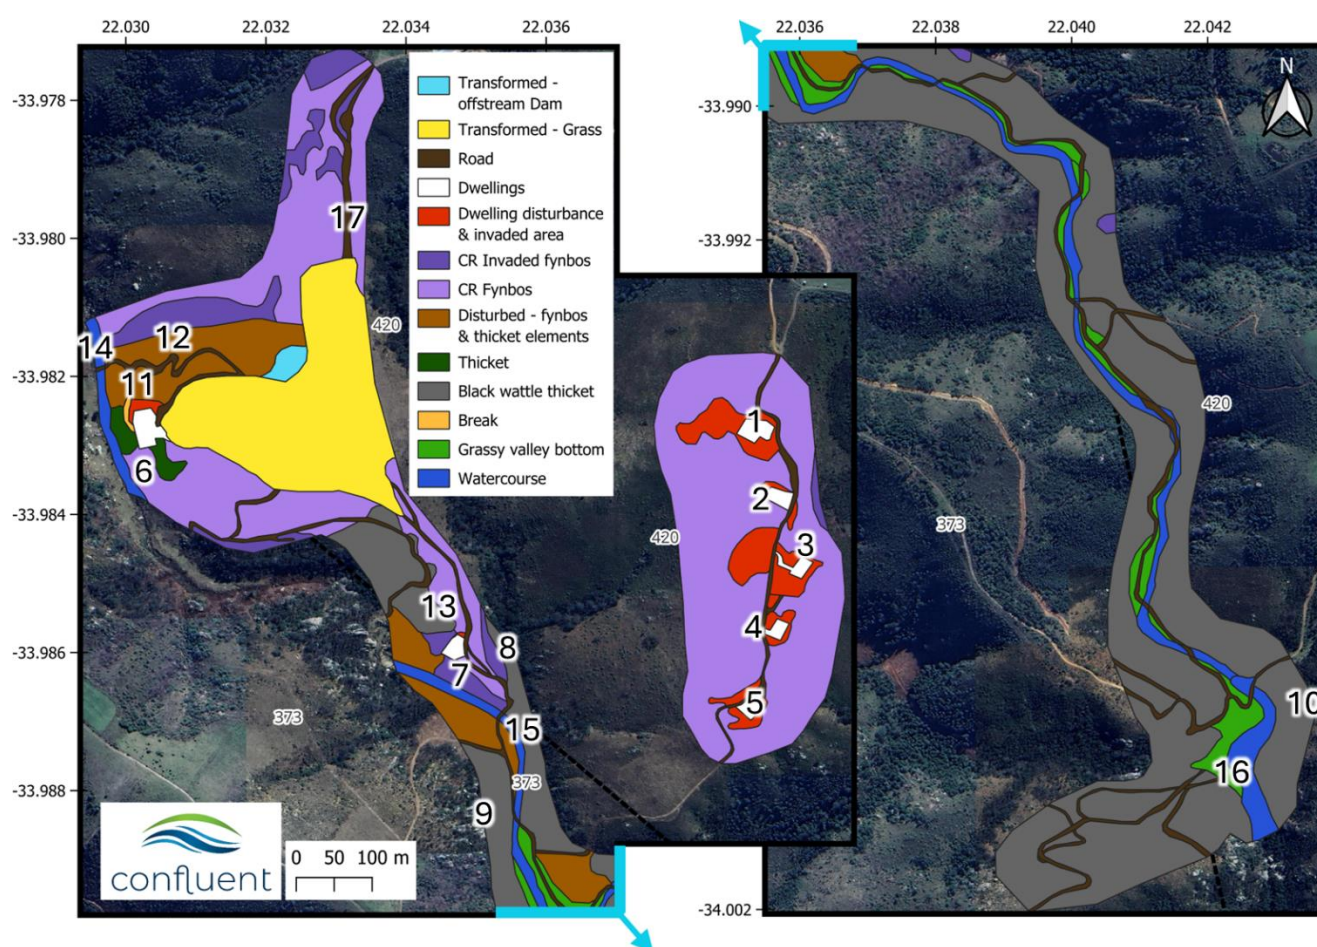 22.030 22.032 22.034 22.036
22.036 22.038 22.040 22.042
-33.978
-33.980
-33.982
-33.984
-33.986
-33.988
Transformed -
offstream Dam
Transformed - Grass
Road
Dwellings
Dwelling disturbance
& invaded area
CR Invaded fynbos
CR Fynbos
Disturbed - fynbos
& thicket elements
Thicket
Black wattle thicket
Break
Grassy valley bottom
Watercourse
17
420
12
14
11
6
13
8
7
373
15
373
9
confluent
0 50 100 m
1
2
3
420
4
5
N
-33.990
-33.992
420
373
10
16
-34.002